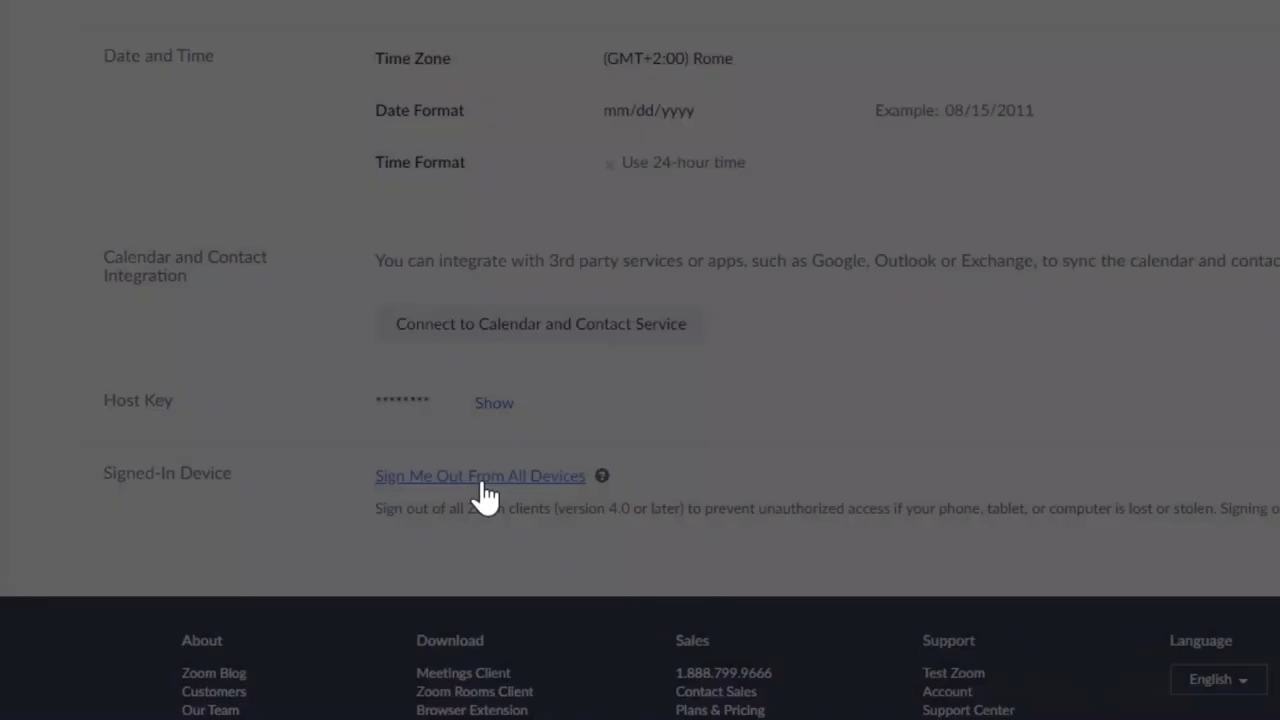 Date and Time
Time Zone
(GMT+2:00) Rome
Date Format
mm/dd/yyyy
Example: 08/15/2011
Time Format
Use 24-hour time
Calendar and Contact
Integration
You can integrate with 3rd party services or apps, such as Google, Outlook or Exchange, to sync the calendar and
Connect to Calendar and Contact Service
Host Key
********
Show
Signed-In Device
Sign Me Out From All Devices
Sign out of all clients (version 4.0 or later) to prevent unauthorized access if your phone, tablet, or computer is lost or stolen. Signing
About
Download
Sales
Support
Language
Zoom Blog
Meetings Client
1.888.799.9666
Test Zoom
English
Customers
Zoom Rooms Client
Contact Sales
Account
Our Team
Browser Extension
Plans & Pricing
Support Center